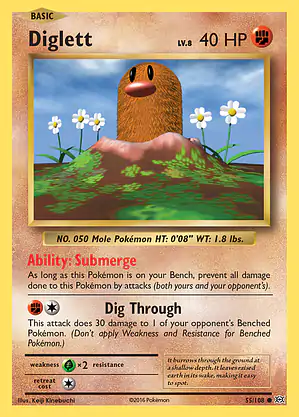 BASIC
Diglett LV.8 40 HP
NO. 050 Mole Pokémon HT: 0'08" WT: 1.8 lbs.
Ability: Submerge
As long as this Pokémon is on your Bench, prevent all damage
done to this Pokémon by attacks (both yours and your opponent's).
Dig Through
This attack does 30 damage to 1 of your opponent's Benched
Pokémon. (Don't apply Weakness and Resistance for Benched
Pokémon.)
weakness ×2 resistance
retreat
cost
It burrows through the ground at
a shallow depth. It leaves raised
earth in its wake, making it easy
to spot.
Illus. Keiji Kinebuchi ©2016 Pokémon 55/108